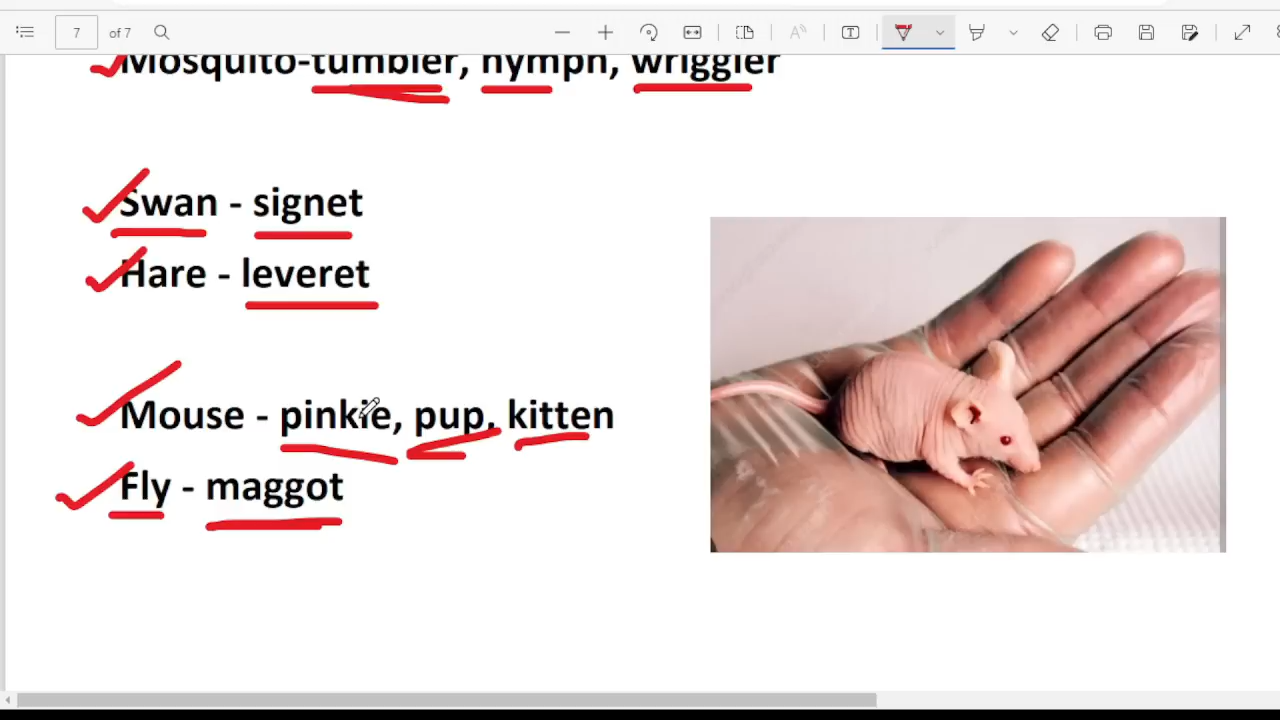 7 of 7
Mosquito-tumbler, nymph, wriggler
Swan - signet
Hare - leveret
Mouse - pinkie, pup, kitten
Fly - maggot